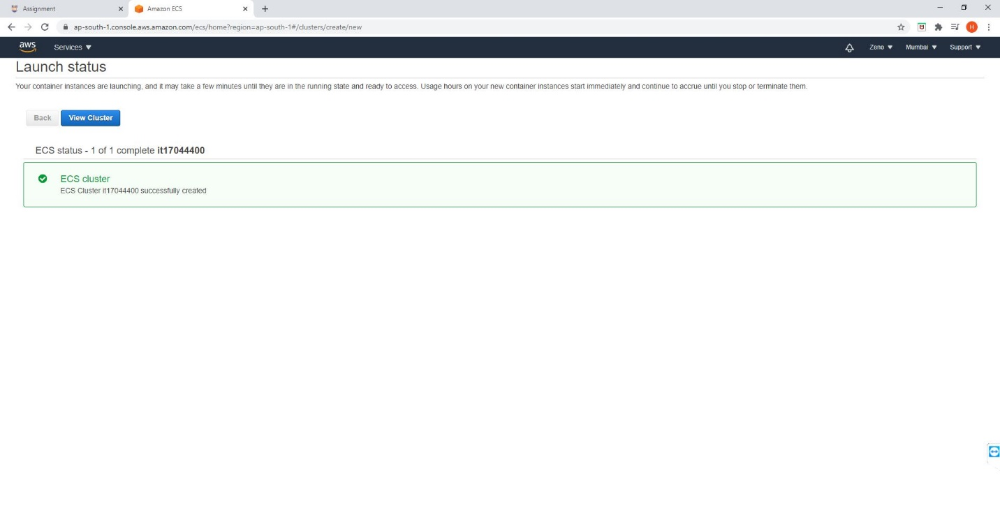 Assignment
Amazon ECS
ap-south-1.console.aws.amazon.com/ecs/home?region=ap-south-1#/clusters/create/new
H
aws
Services
Zeno
Mumbai
Support
Launch status
Your container instances are launching, and it may take a few minutes until they are in the running state and ready to access. Usage hours on your new container instances start immediately and continue to accrue until you stop or terminate them.
Back
View Cluster
ECS status - 1 of 1 complete it17044400
ECS cluster
ECS Cluster it17044400 successfully created